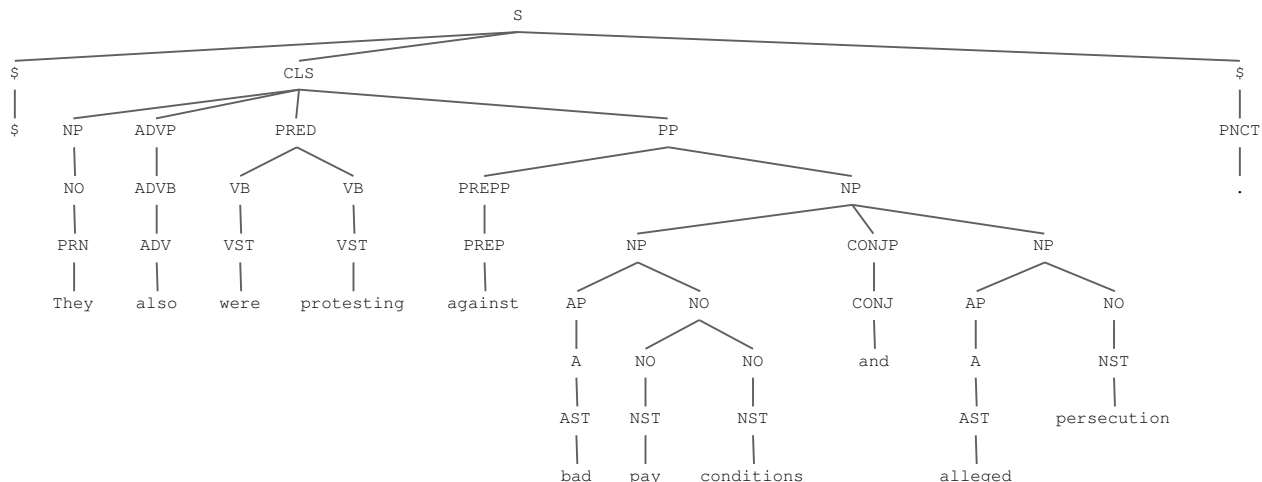 S
$ CLS $
$ NP ADVP PRED PP PNCT
NO ADVB VB VB PREPP NP .
PRN ADV VST VST PREP NP CONJP NP
They also were protesting against AP NO CONJ AP NO
A NO NO and A NST
AST NST NST AST persecution
bad pay conditions alleged